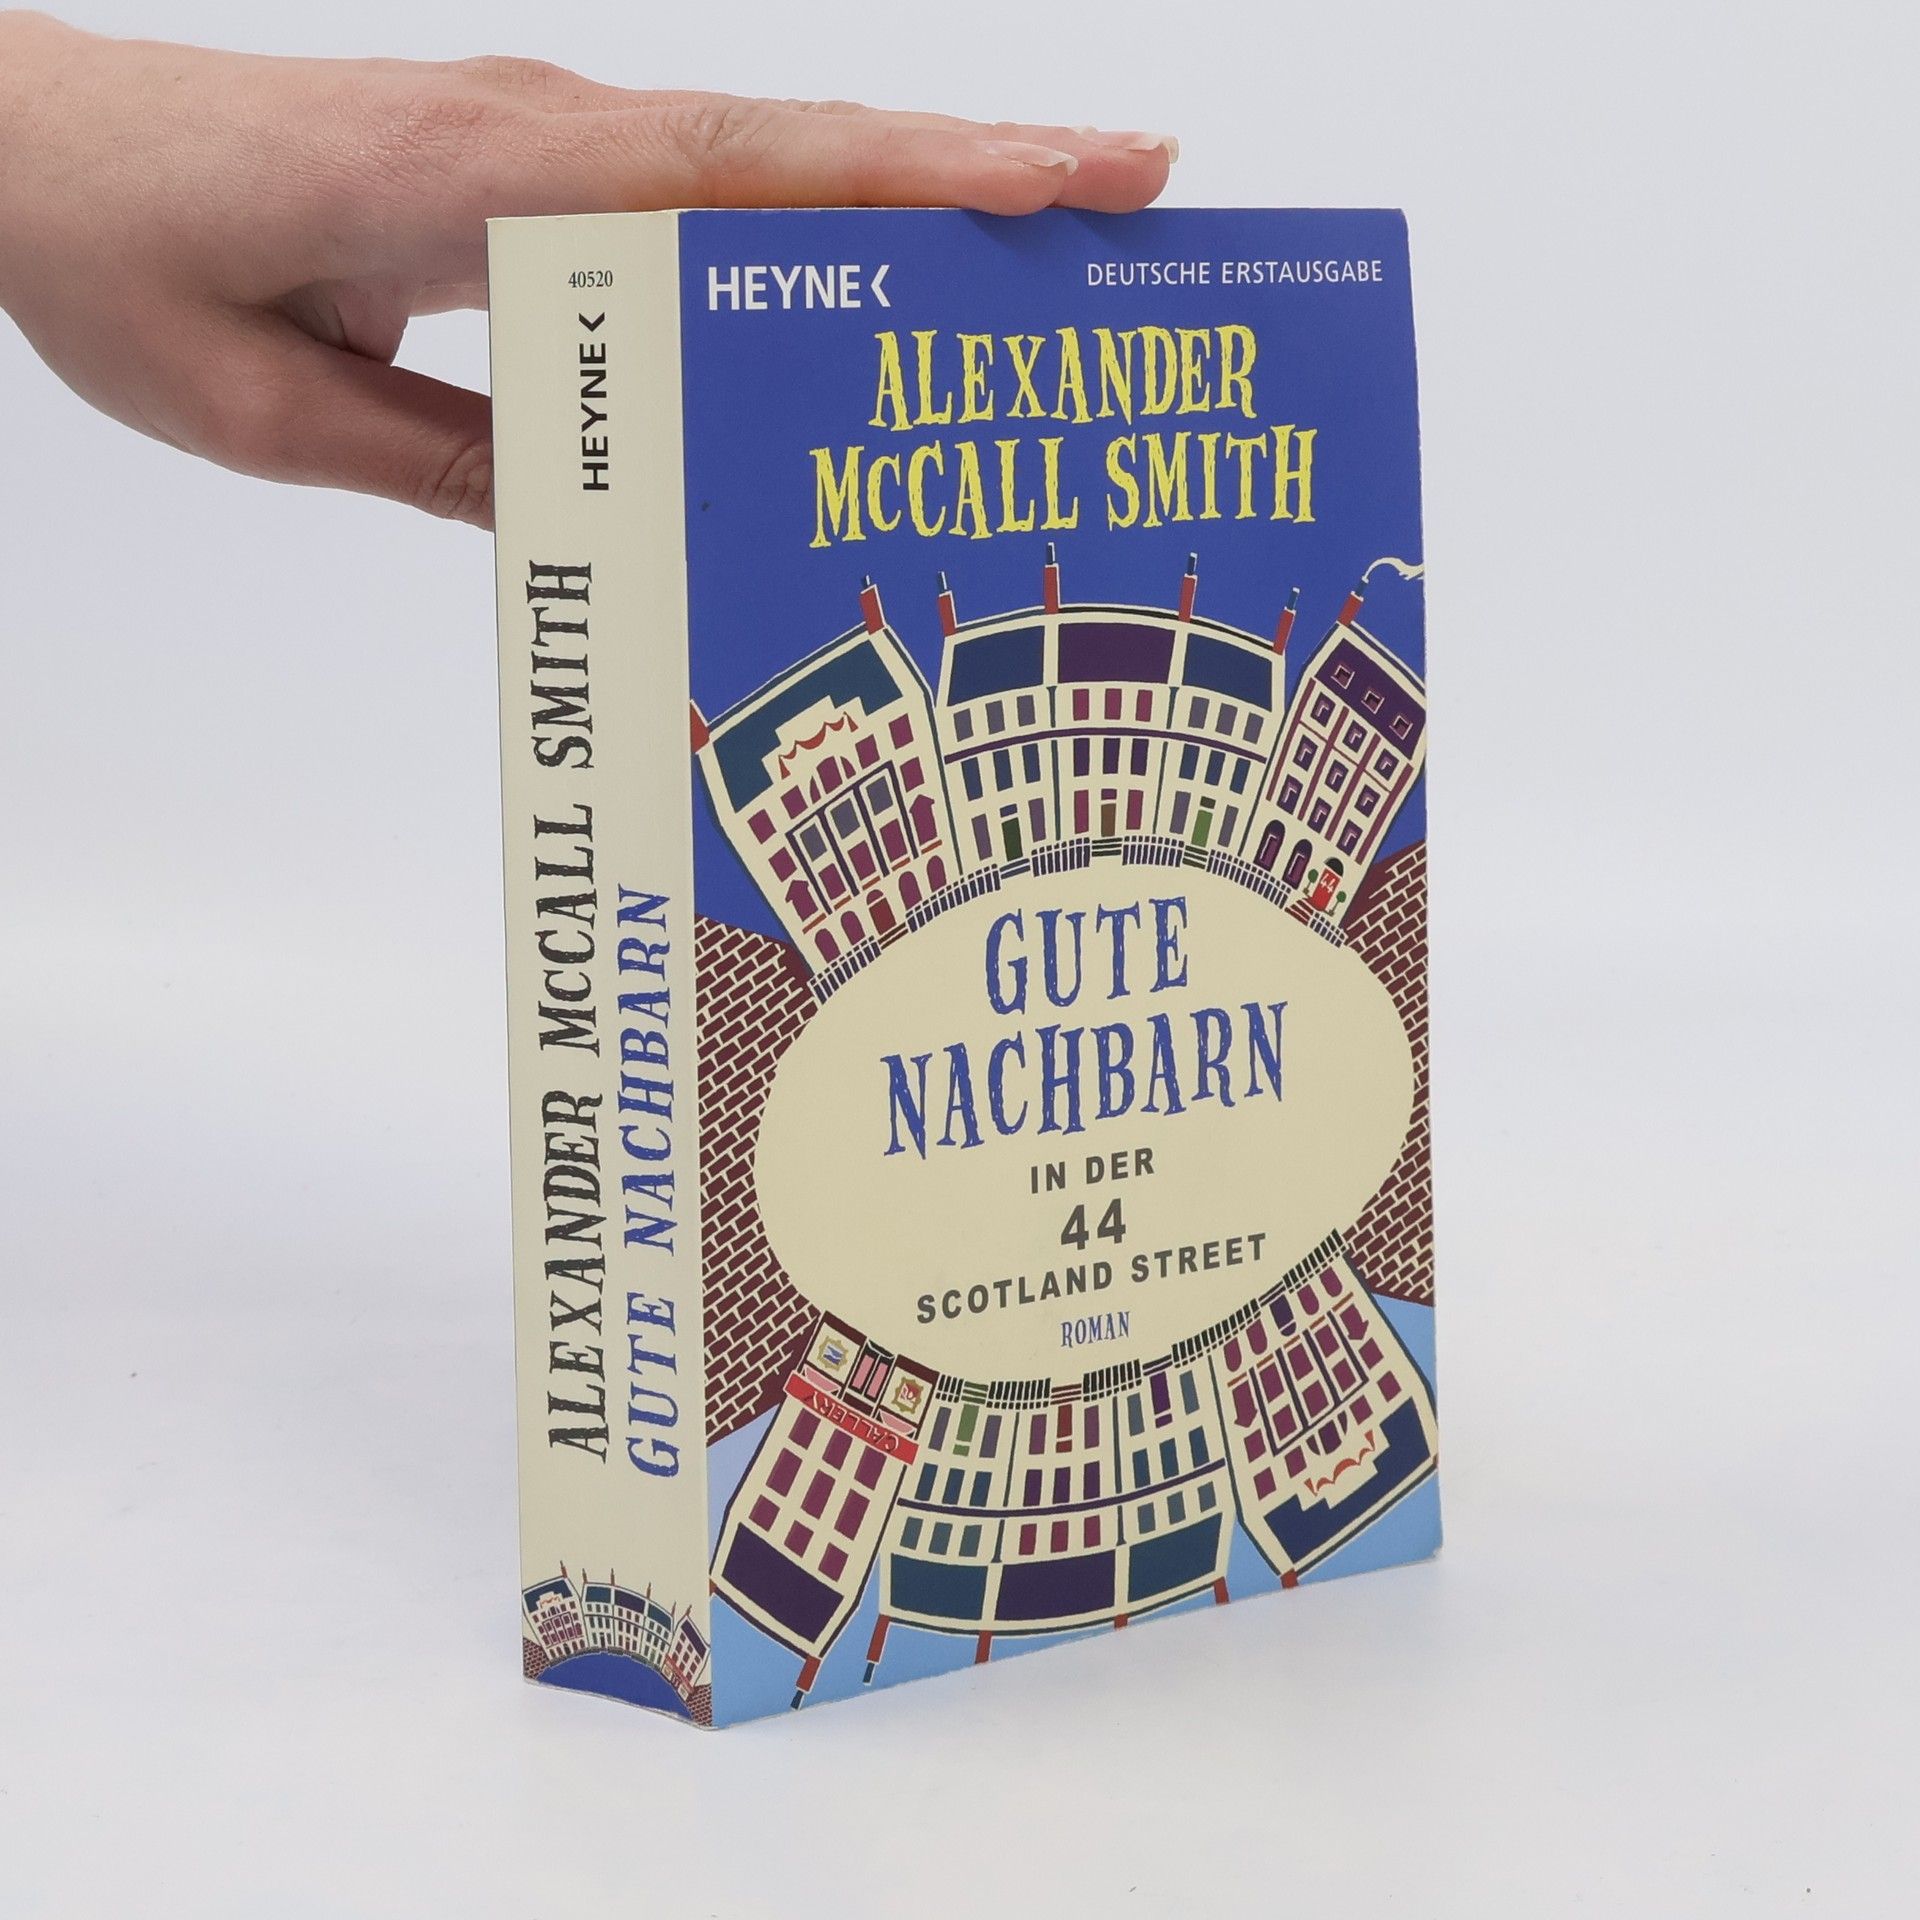 40520
HEYNE<
ALEXANDER McCALL SMITH
GUTE NACHBARN
HEYNE<
DEUTSCHE ERSTAUSGABE
ALEXANDER
McCALL SMITH
44
GUTE
NACHBARN
IN DER
44
SCOTLAND STREET
ROMAN
GALLERY